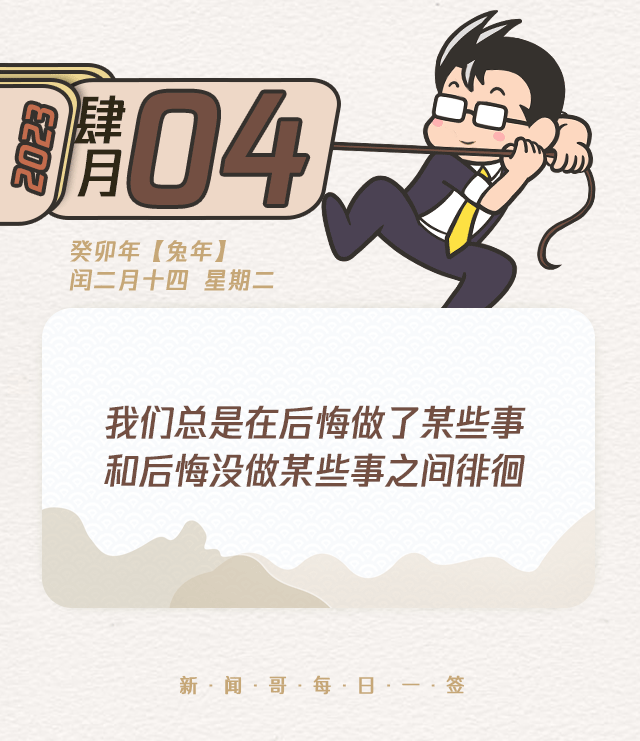 2023
肆月
04
癸卯年【兔年】
闰二月十四 星期二
我们总是在后悔做了某些事
和后悔没做某些事之间徘徊
新·闻·哥·每·日·一·签